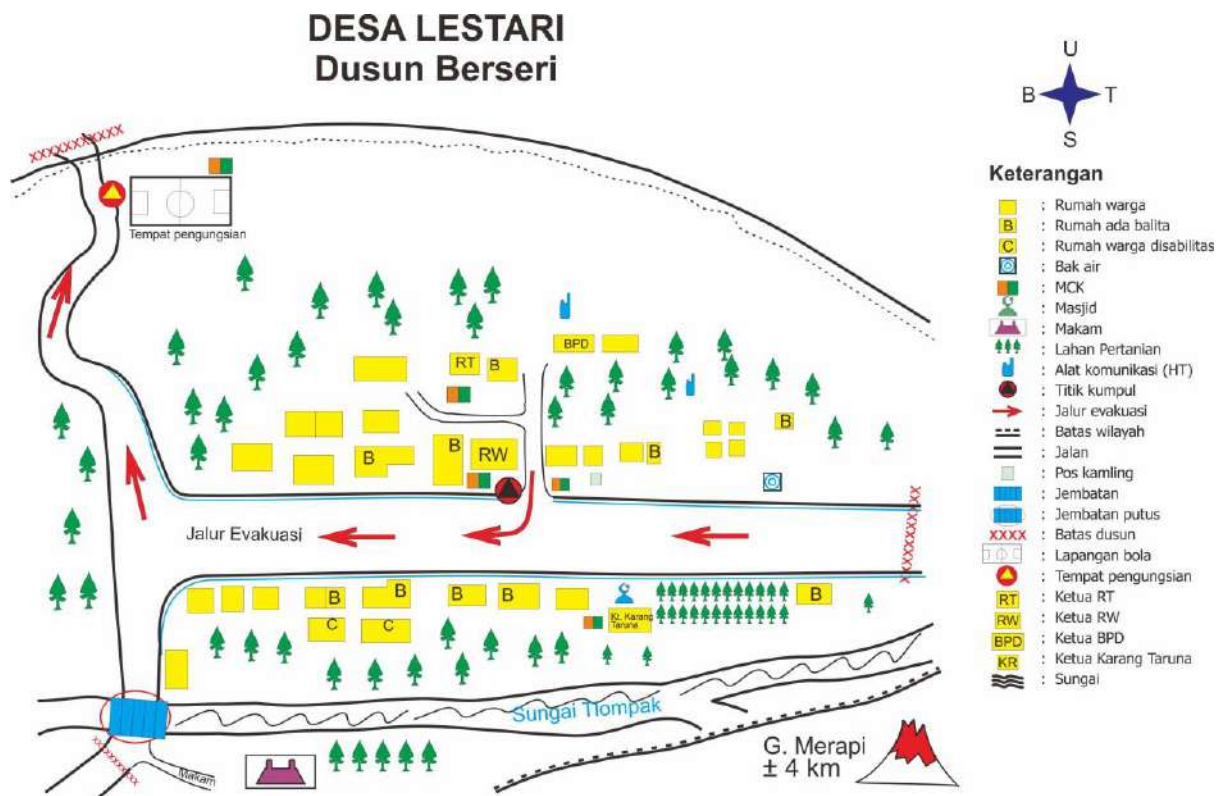 DESA LESTARI
Dusun Berseri
U
B
T
S
Keterangan
: Rumah warga
B : Rumah ada balita
C : Rumah warga disabilitas
: Bak air
: MCK
: Masjid
: Makam
: Lahan Pertanian
: Alat komunikasi (HT)
: Titik kumpul
: Jalur evakuasi
: Batas wilayah
: Jalan
: Pos kamling
: Jembatan
: Jembatan putus
XXXX : Batas dusun
: Lapangan bola
: Tempat pengungsian
RT : Ketua RT
RW : Ketua RW
BPD : Ketua BPD
KR : Ketua Karang Taruna
: Sungai
XXXXXXXXXXXX
Tempat pengungsian
BPD
RT
B
B
B
B
RW
B
Jalur Evakuasi
XXXXXXXXXX
B
B
B
B
B
C
C
Kt. Karang
Taruna
Sungai Tlompak
G. Merapi
± 4 km
XXXXXXXXXX
Makam